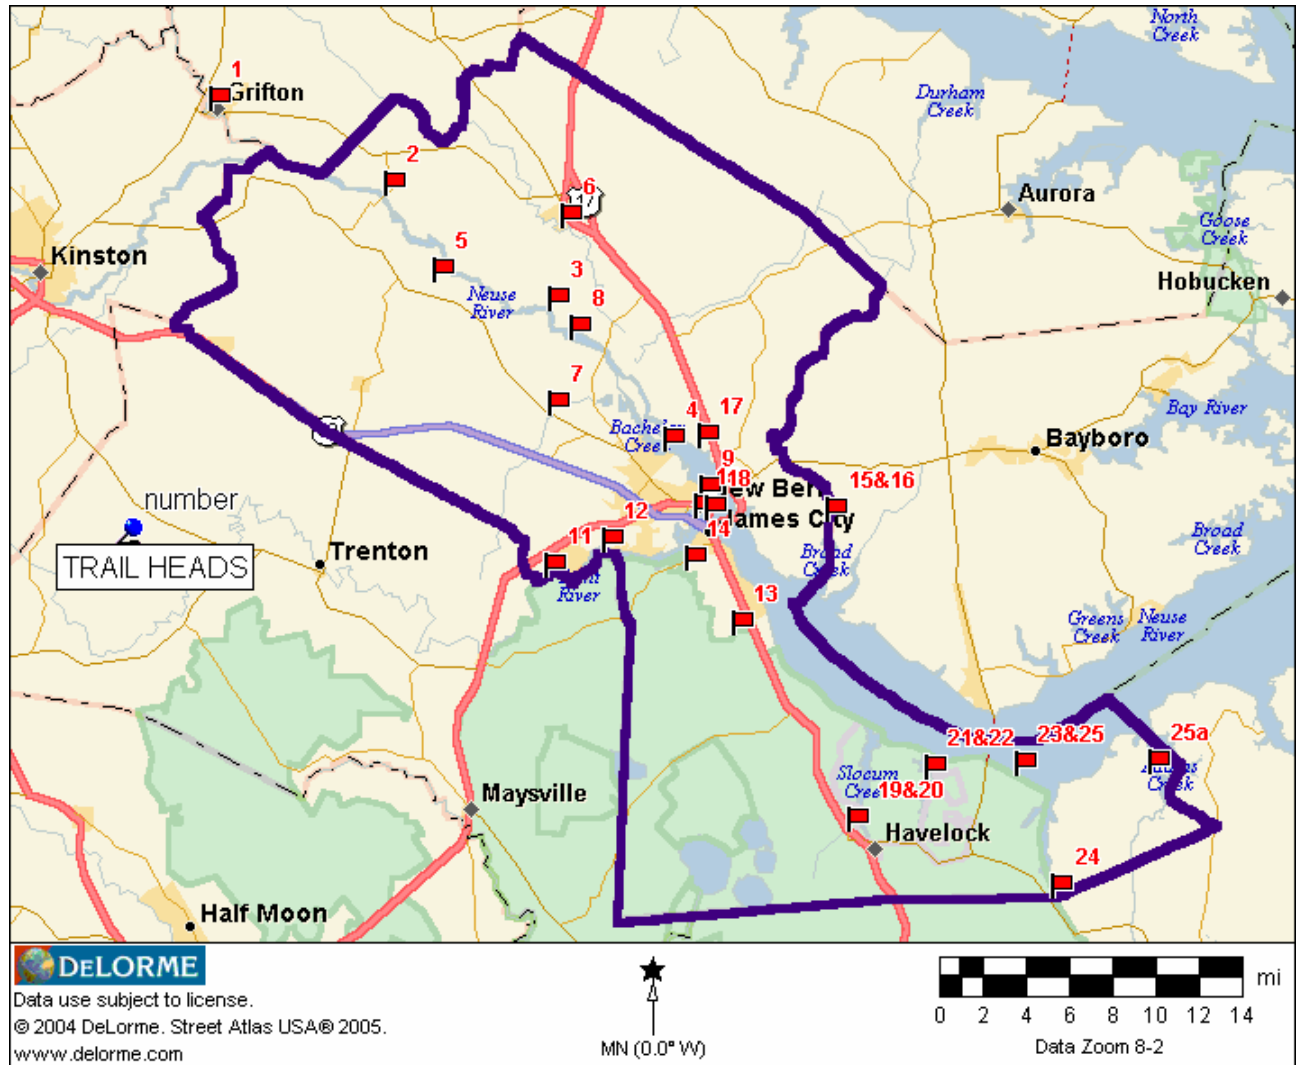 North
Creek
1
Grifton
Durham
Creek
2
6
17
Aurora
Goose
Creek
Kinston
5
3
8
Neuse
River
Hobucken
7
Bay River
4
17
Bayboro
9
118
15&16
number
12
James City
14
Broad
Creek
Broad
Creek
TRAIL HEADS
Trenton
11
River
13
Greens
Creek
Neuse
River
21&22
23&25
25a
Slocum
Creek
19&20
Creek
Maysville
Havelock
24
Half Moon
DELORME
Data use subject to license.
© 2004 DeLorme. Street Atlas USA® 2005.
www.delorme.com
MN (0.0° W)
mi
0 2 4 6 8 10 12 14
Data Zoom 8-2